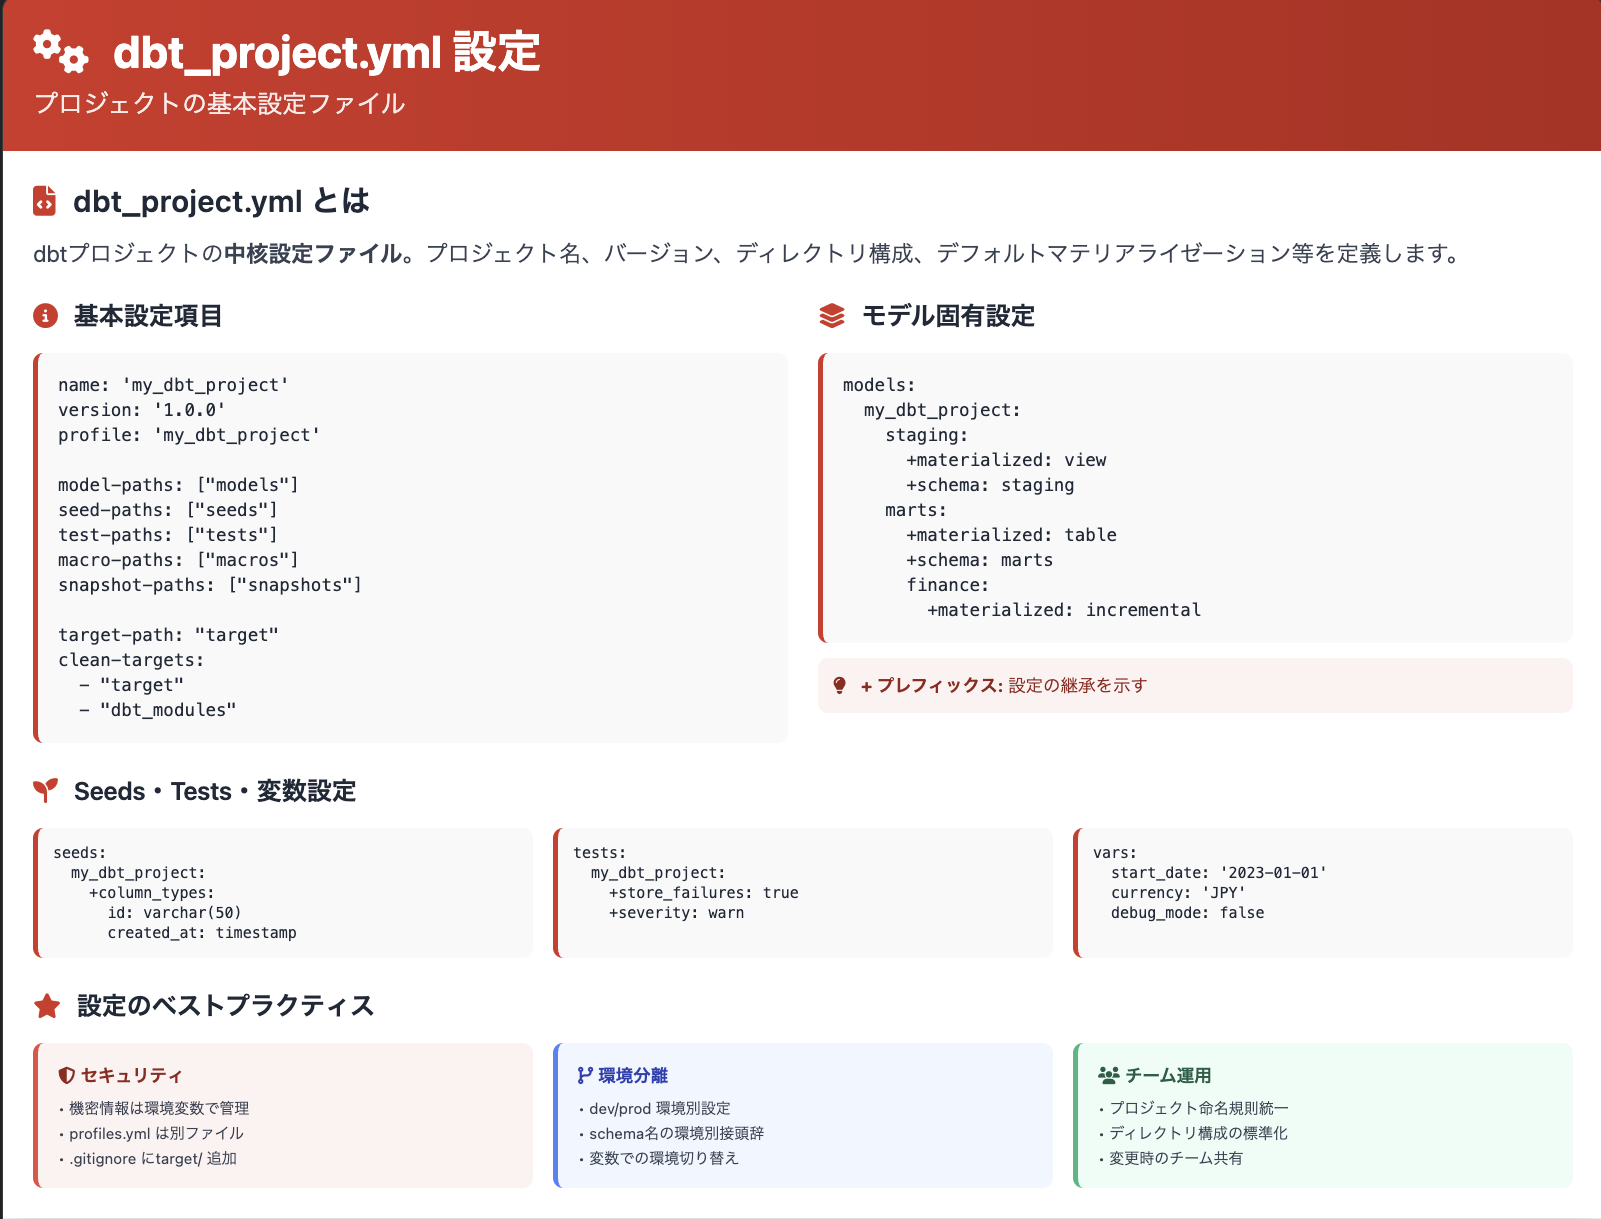 dbt_project.yml 設定
プロジェクトの基本設定ファイル
dbt_project.yml とは
dbtプロジェクトの中核設定ファイル。プロジェクト名、バージョン、ディレクトリ構成、デフォルトマテリアライゼーション等を定義します。
基本設定項目
name: 'my_dbt_project'
version: '1.0.0'
profile: 'my_dbt_project'
model-paths: ["models"]
seed-paths: ["seeds"]
test-paths: ["tests"]
macro-paths: ["macros"]
snapshot-paths: ["snapshots"]
target-path: "target"
clean-targets:
  - "target"
  - "dbt_modules"
モデル固有設定
models:
  my_dbt_project:
    staging:
      +materialized: view
      +schema: staging
    marts:
      +materialized: table
      +schema: marts
      finance:
        +materialized: incremental
+ プレフィックス: 設定の継承を示す
Seeds・Tests・変数設定
seeds:
  my_dbt_project:
    +column_types:
      id: varchar(50)
      created_at: timestamp
tests:
  my_dbt_project:
    +store_failures: true
    +severity: warn
vars:
  start_date: '2023-01-01'
  currency: 'JPY'
  debug_mode: false
設定のベストプラクティス
セキュリティ
• 機密情報は環境変数で管理
• profiles.yml は別ファイル
• .gitignore にtarget/ 追加
環境分離
• dev/prod 環境別設定
• schema名の環境別接頭辞
• 変数での環境切り替え
チーム運用
• プロジェクト命名規則統一
• ディレクトリ構成の標準化
• 変更時のチーム共有